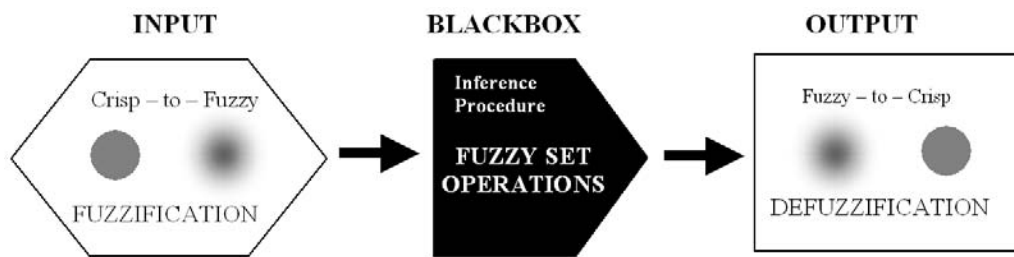 INPUT
Crisp – to – Fuzzy
FUZZIFICATION
BLACKBOX
Inference
Procedure
FUZZY SET
OPERATIONS
OUTPUT
Fuzzy – to – Crisp
DEFUZZIFICATION